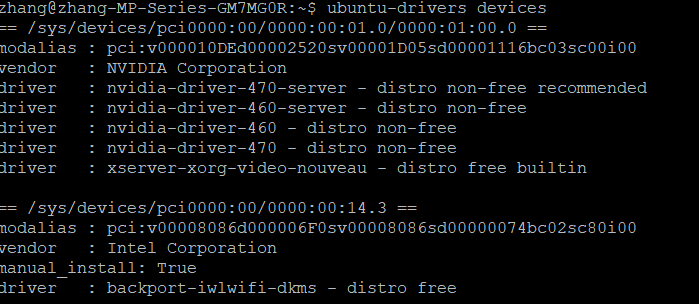 zhang@zhang-MP-Series-GM7MG0R:~$ ubuntu-drivers devices
== /sys/devices/pci0000:00/0000:00:01.0/0000:01:00.0 ==
modalias : pci:v000010DEd00002520sv00001D05sd00001116bc03sc00i00
vendor   : NVIDIA Corporation
driver   : nvidia-driver-470-server - distro non-free recommended
driver   : nvidia-driver-460-server - distro non-free
driver   : nvidia-driver-460 - distro non-free
driver   : nvidia-driver-470 - distro non-free
driver   : xserver-xorg-video-nouveau - distro free builtin

== /sys/devices/pci0000:00/0000:00:14.3 ==
modalias : pci:v00008086d000006F0sv00008086sd00000074bc02sc80i00
vendor   : Intel Corporation
manual_install: True
driver   : backport-iwlwifi-dkms - distro free